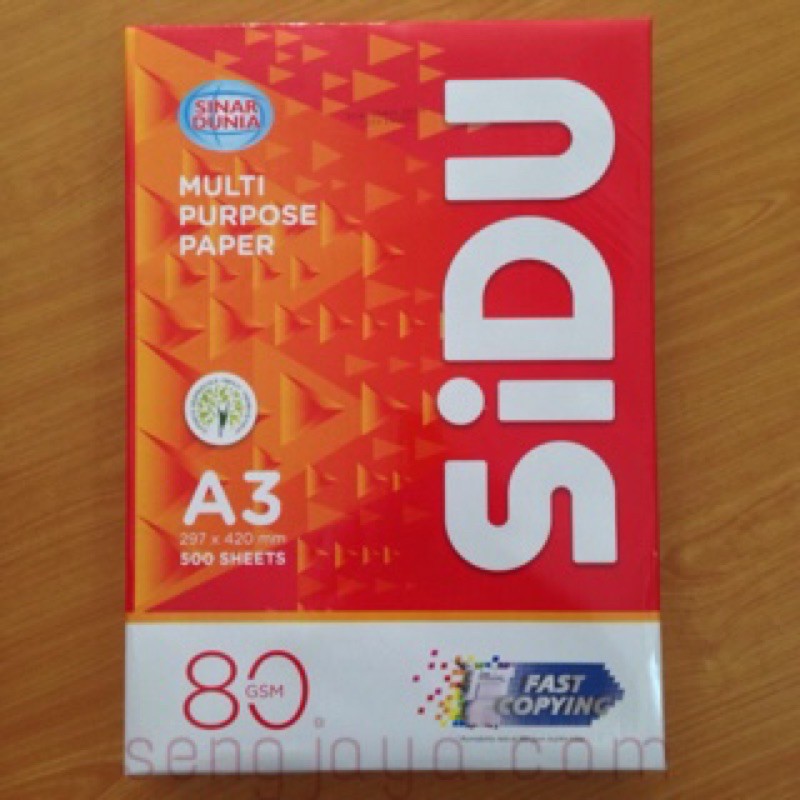 SINAR
DUNIA
MULTI
PURPOSE
PAPER
SiDU
A3
297 x 420 mm
500 SHEETS
80
GSM
FAST
COPYING
sengjaya.com